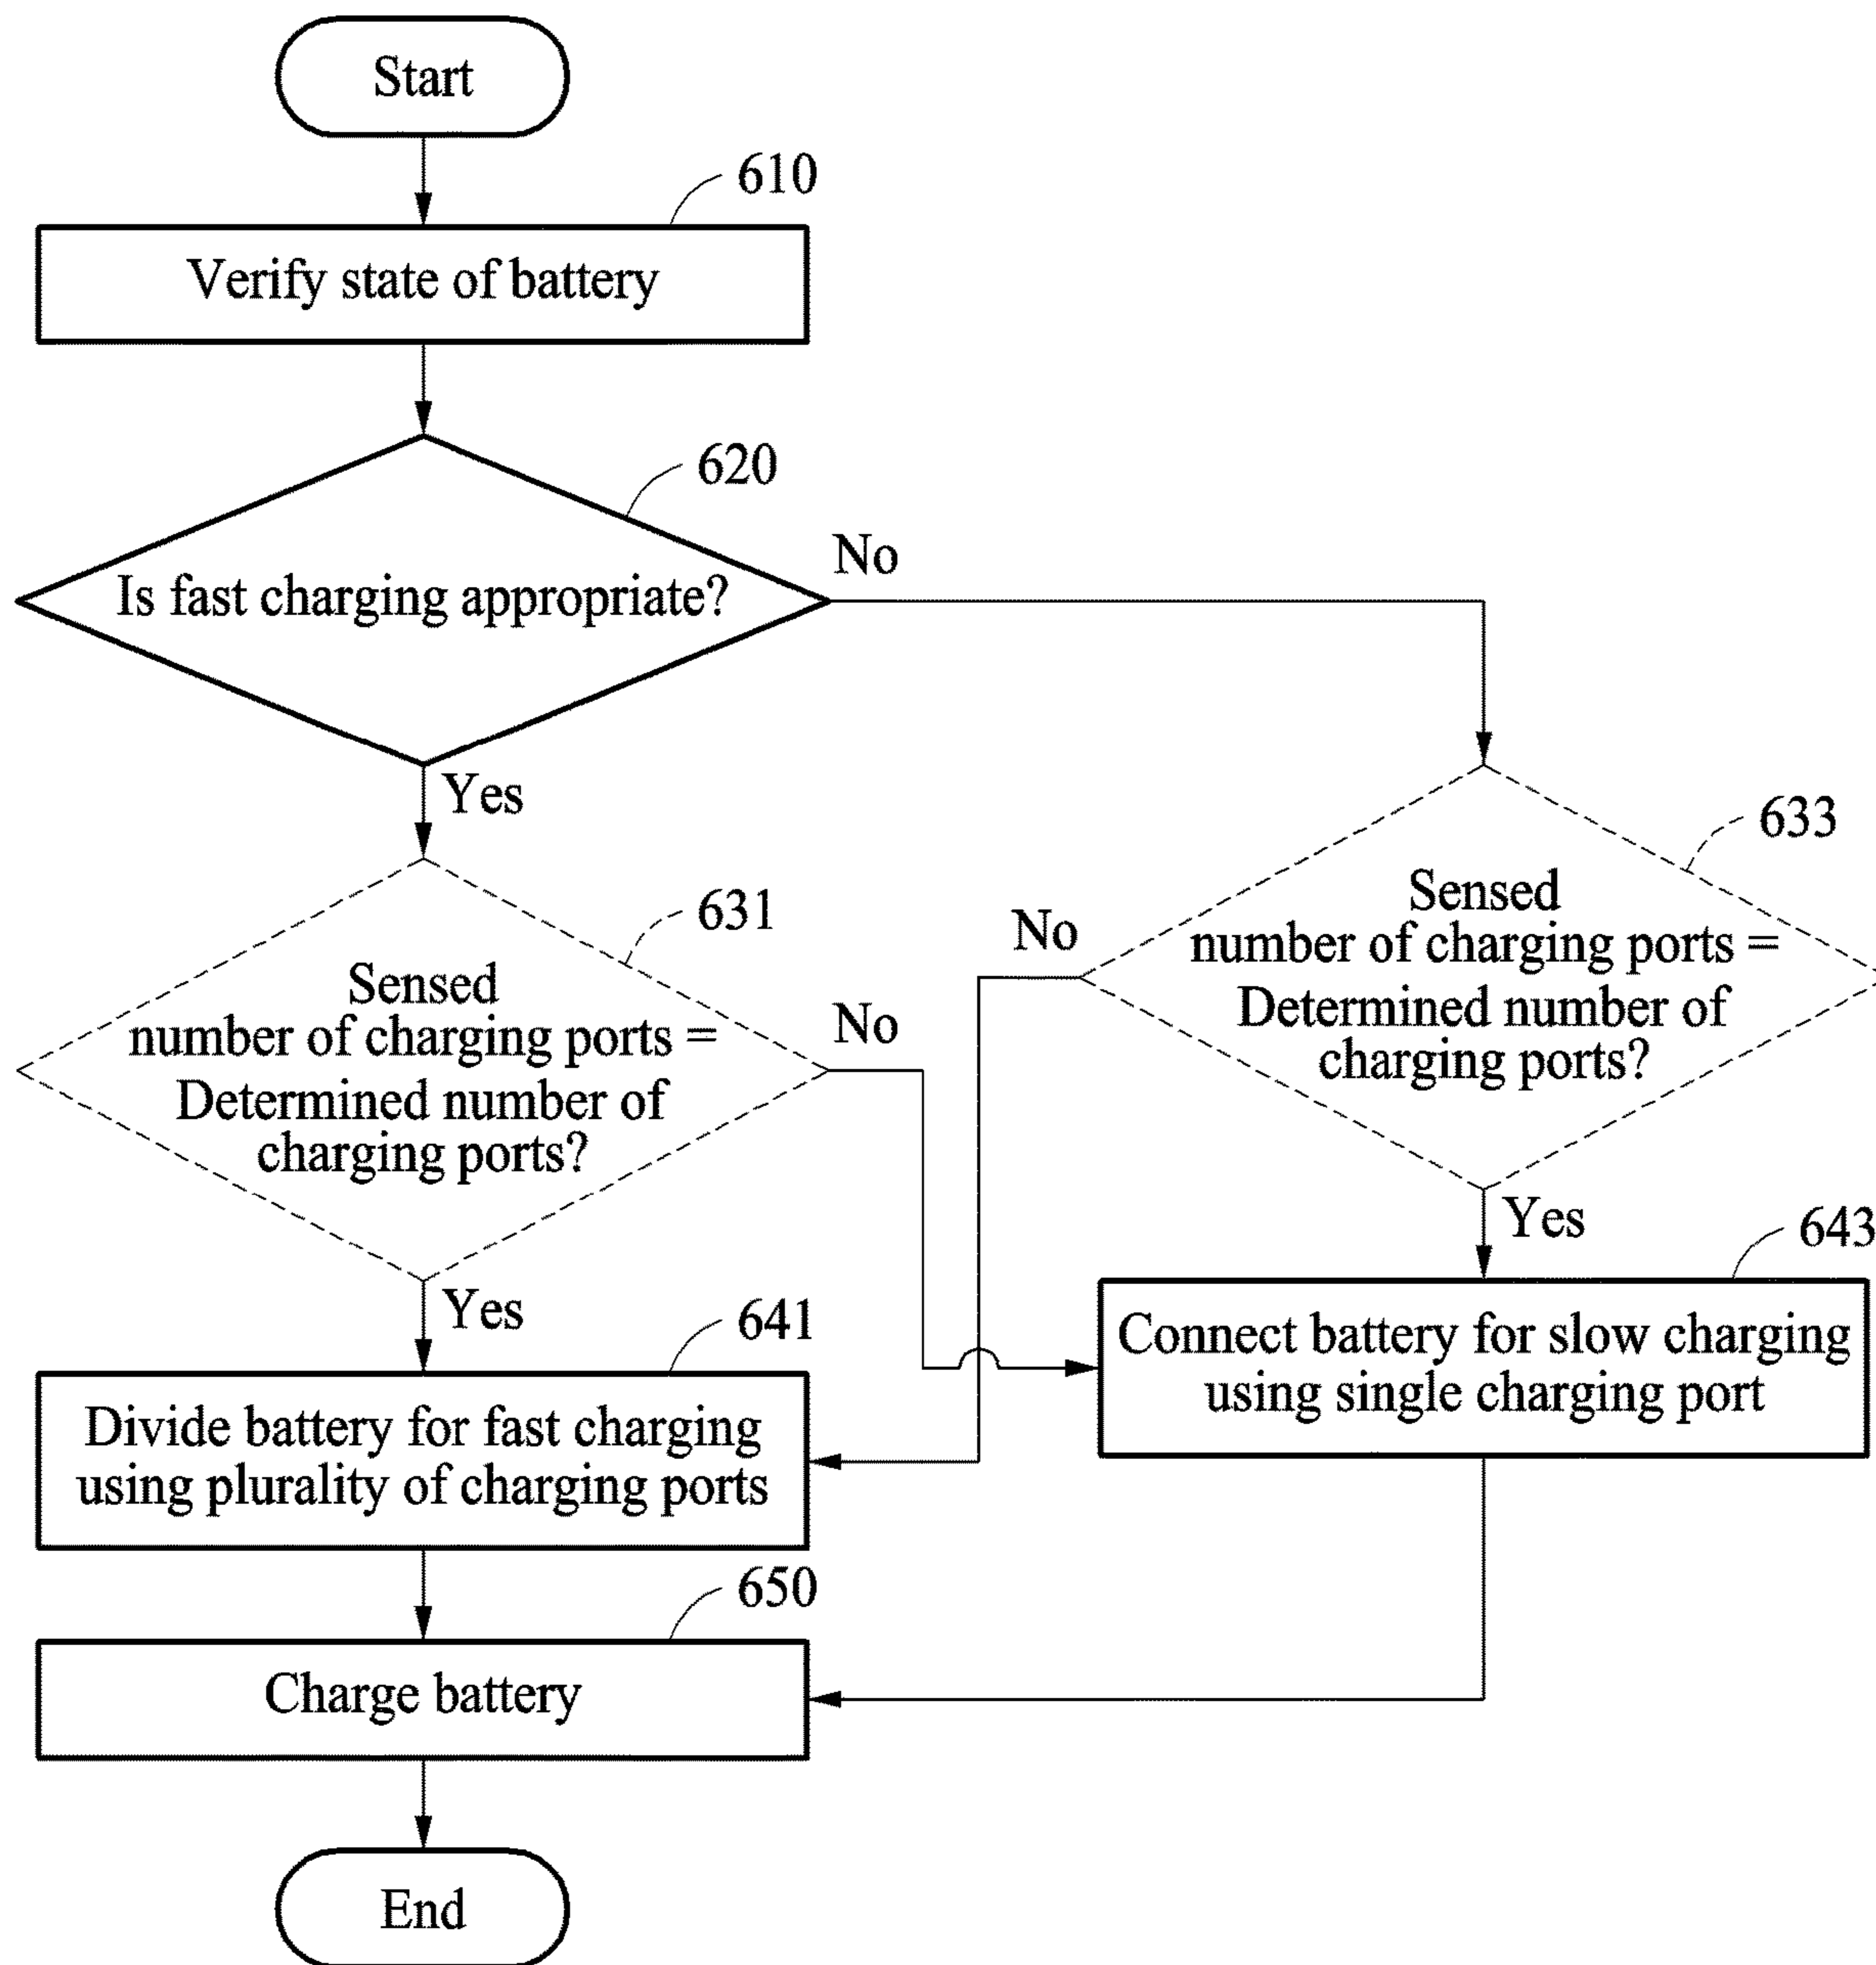 Start
610
Verify state of battery
620
Is fast charging appropriate?
No
Yes
633
Sensed
number of charging ports =
Determined number of
charging ports?
No
631
Sensed
number of charging ports =
Determined number of
charging ports?
No
Yes
643
Connect battery for slow charging
using single charging port
Yes
641
Divide battery for fast charging
using plurality of charging ports
650
Charge battery
End